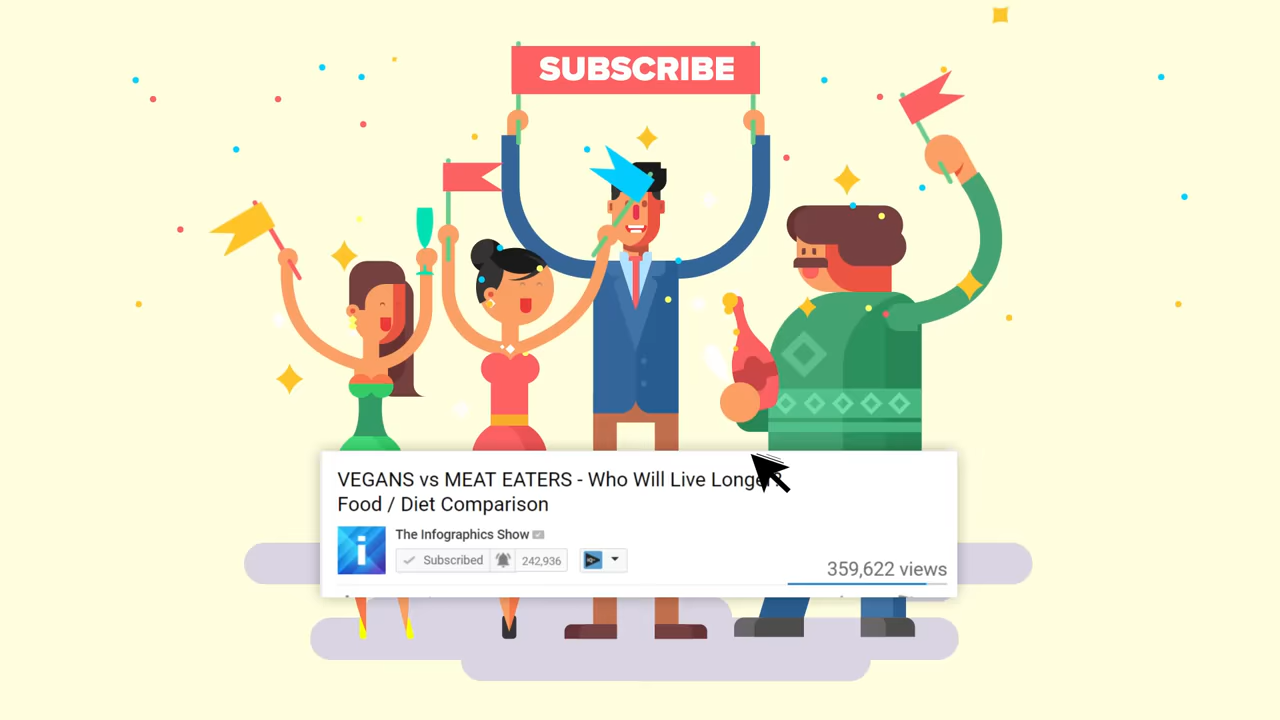 SUBSCRIBE
VEGANS vs MEAT EATERS - Who Will Live Longer?
Food / Diet Comparison
The Infographics Show
Subscribed 242,936
359,622 views